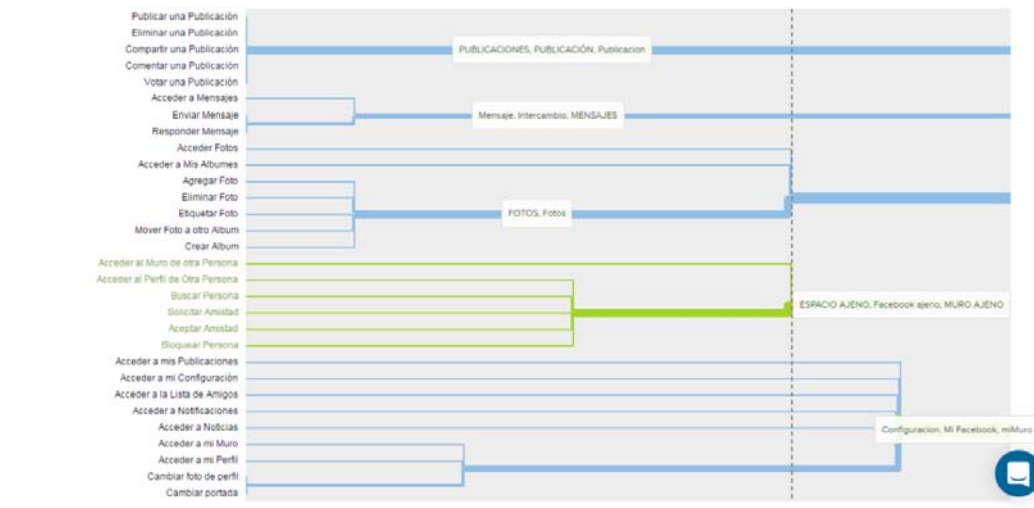 Publicar una Publicación
Eliminar una Publicación
Compartir una Publicación
PUBLICACIONES, PUBLICACIÓN, Publicacion
Comentar una Publicación
Votar una Publicación
Acceder a Mensajes
Enviar Mensaje
Mensaje, Intercambio, MENSAJES
Responder Mensaje
Acceder Fotos
Acceder a Mis Albumes
Agregar Foto
Eliminar Foto
Etiquetar Foto
FOTOS, Fotos
Mover Foto a otro Album
Crear Album
Acceder al Muro de otra Persona
Acceder al Perfil de Otra Persona
Buscar Persona
ESPACIO AJENO, Facebook ajeno, MURO AJENO
Solicitar Amistad
Aceptar Amistad
Bloquear Persona
Acceder a mis Publicaciones
Acceder a mi Configuración
Acceder a la Lista de Amigos
Acceder a Notificaciones
Acceder a Noticias
Configuracion, Mi Facebook, miMuro
Acceder a mi Muro
Acceder a mi Perfil
Cambiar foto de perfil
Cambiar portada